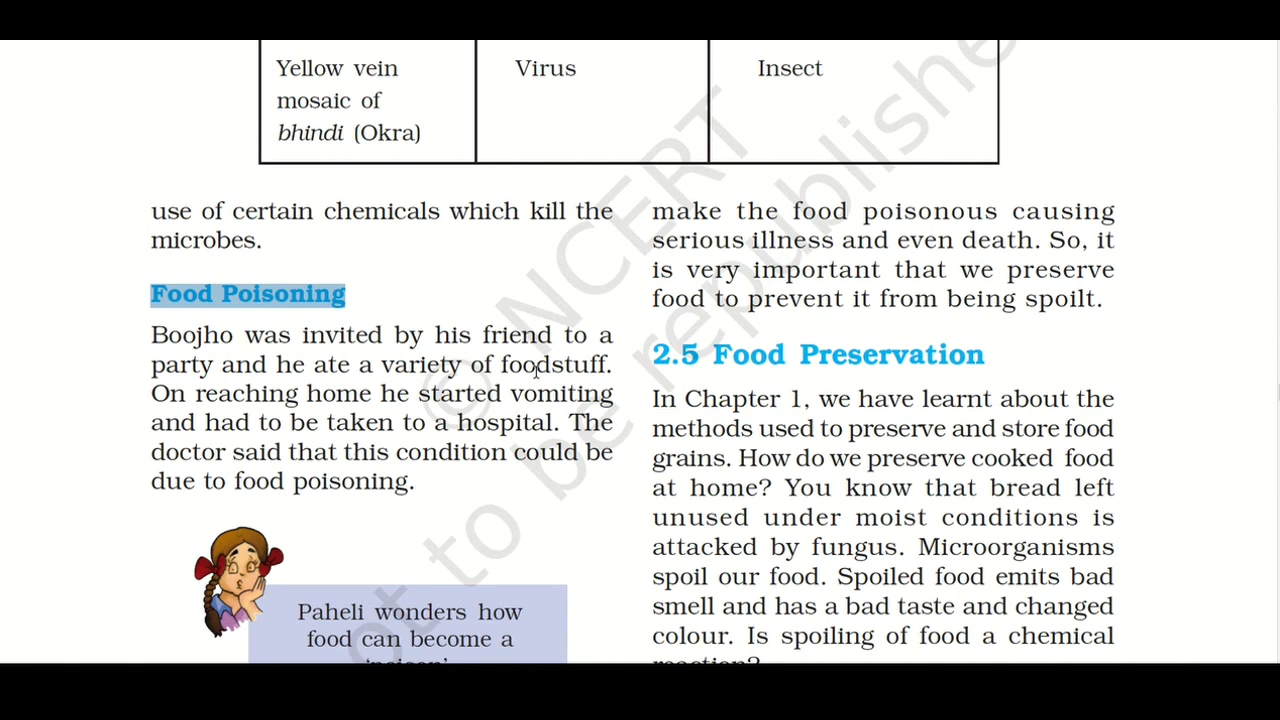 Yellow vein
mosaic of
bhindi (Okra)
Virus
Insect
use of certain chemicals which kill the
microbes.
Food Poisoning
Boojho was invited by his friend to a
party and he ate a variety of foodstuff.
On reaching home he started vomiting
and had to be taken to a hospital. The
doctor said that this condition could be
due to food poisoning.
Paheli wonders how
food can become a
‘poison’.
make the food poisonous causing
serious illness and even death. So, it
is very important that we preserve
food to prevent it from being spoilt.
2.5 Food Preservation
In Chapter 1, we have learnt about the
methods used to preserve and store food
grains. How do we preserve cooked food
at home? You know that bread left
unused under moist conditions is
attacked by fungus. Microorganisms
spoil our food. Spoiled food emits bad
smell and has a bad taste and changed
colour. Is spoiling of food a chemical
reaction?
© NCERT
not to be republished